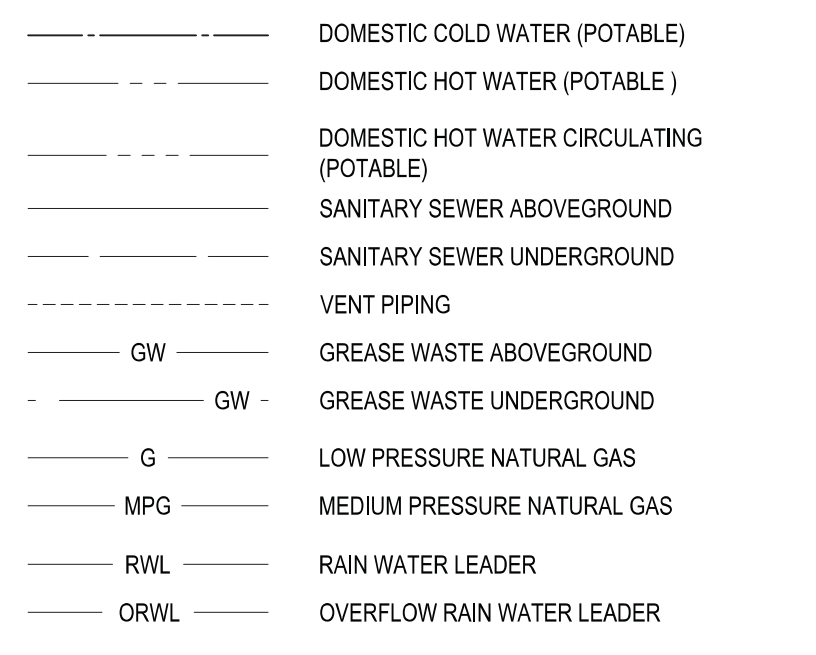 DOMESTIC COLD WATER (POTABLE)
DOMESTIC HOT WATER (POTABLE )
DOMESTIC HOT WATER CIRCULATING
(POTABLE)
SANITARY SEWER ABOVEGROUND
SANITARY SEWER UNDERGROUND
VENT PIPING
GW GREASE WASTE ABOVEGROUND
GW GREASE WASTE UNDERGROUND
G LOW PRESSURE NATURAL GAS
MPG MEDIUM PRESSURE NATURAL GAS
RWL RAIN WATER LEADER
ORWL OVERFLOW RAIN WATER LEADER